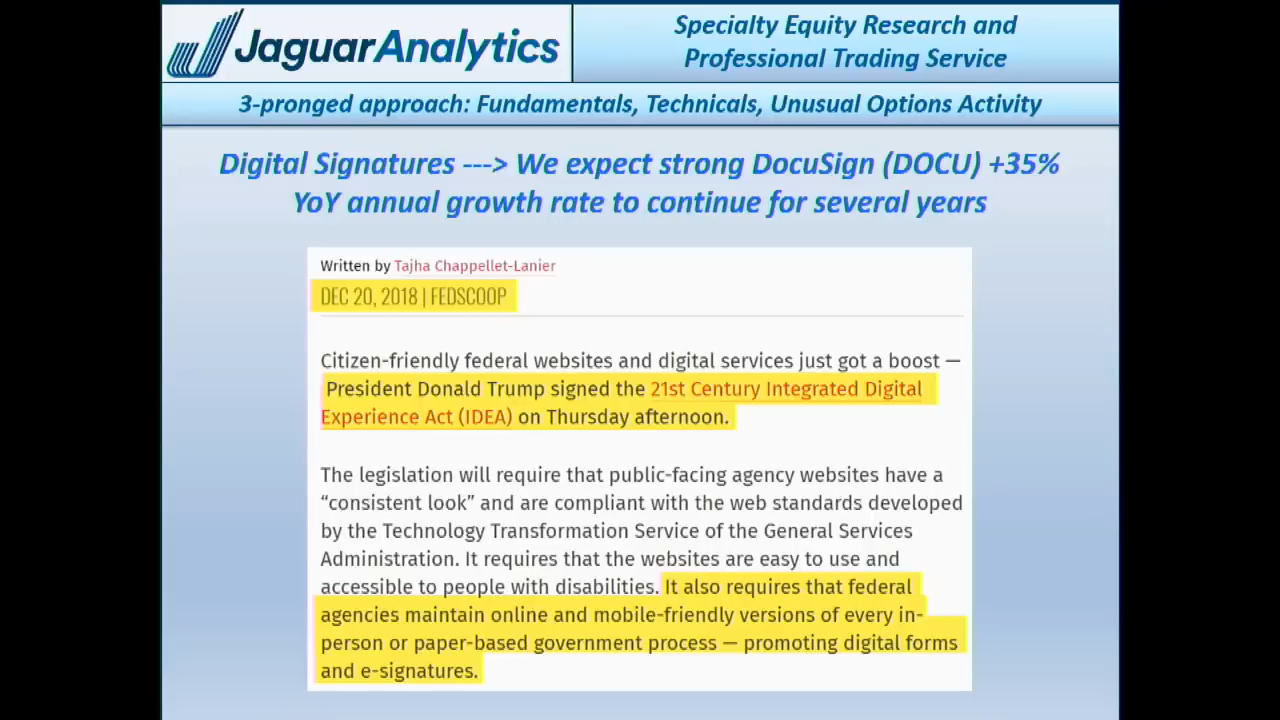 JaguarAnalytics
Specialty Equity Research and
Professional Trading Service
3-pronged approach: Fundamentals, Technicals, Unusual Options Activity
Digital Signatures ---> We expect strong DocuSign (DOCU) +35%
YoY annual growth rate to continue for several years
Written by Tajha Chappellet-Lanier
DEC 20, 2018 | FEDSCOOP
Citizen-friendly federal websites and digital services just got a boost —
President Donald Trump signed the 21st Century Integrated Digital
Experience Act (IDEA) on Thursday afternoon.
The legislation will require that public-facing agency websites have a
“consistent look” and are compliant with the web standards developed
by the Technology Transformation Service of the General Services
Administration. It requires that the websites are easy to use and
accessible to people with disabilities. It also requires that federal
agencies maintain online and mobile-friendly versions of every in-
person or paper-based government process — promoting digital forms
and e-signatures.